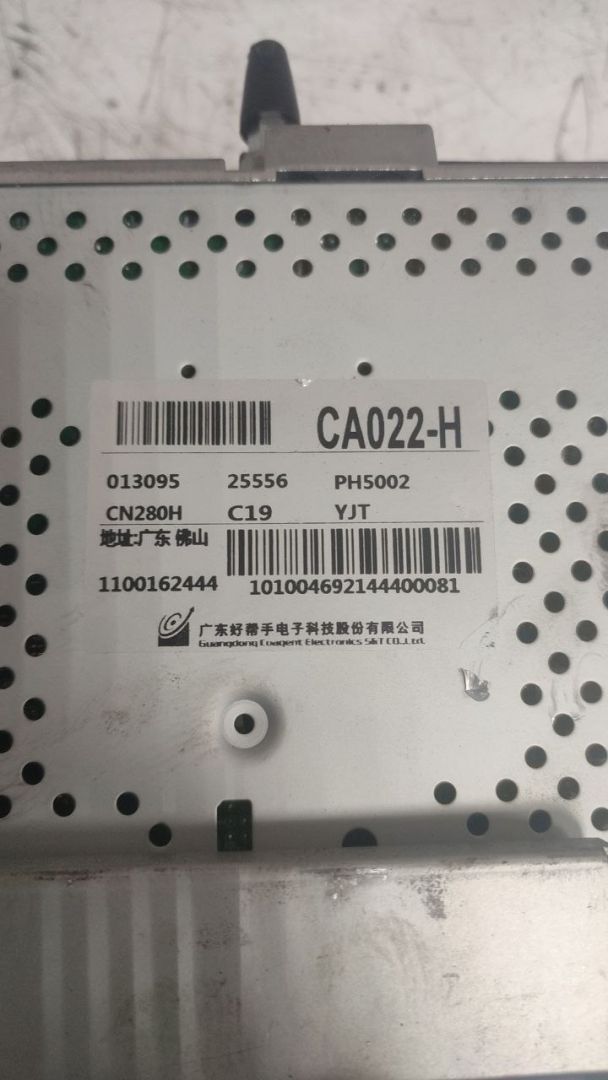 CA022-H
013095 25556 PH5002
CN280H C19 YJT
地址:广东 佛山
1100162444 101004692144400081
广东好帮手电子科技股份有限公司
Guangdong Coagent Electronics S&T CO.,Ltd.